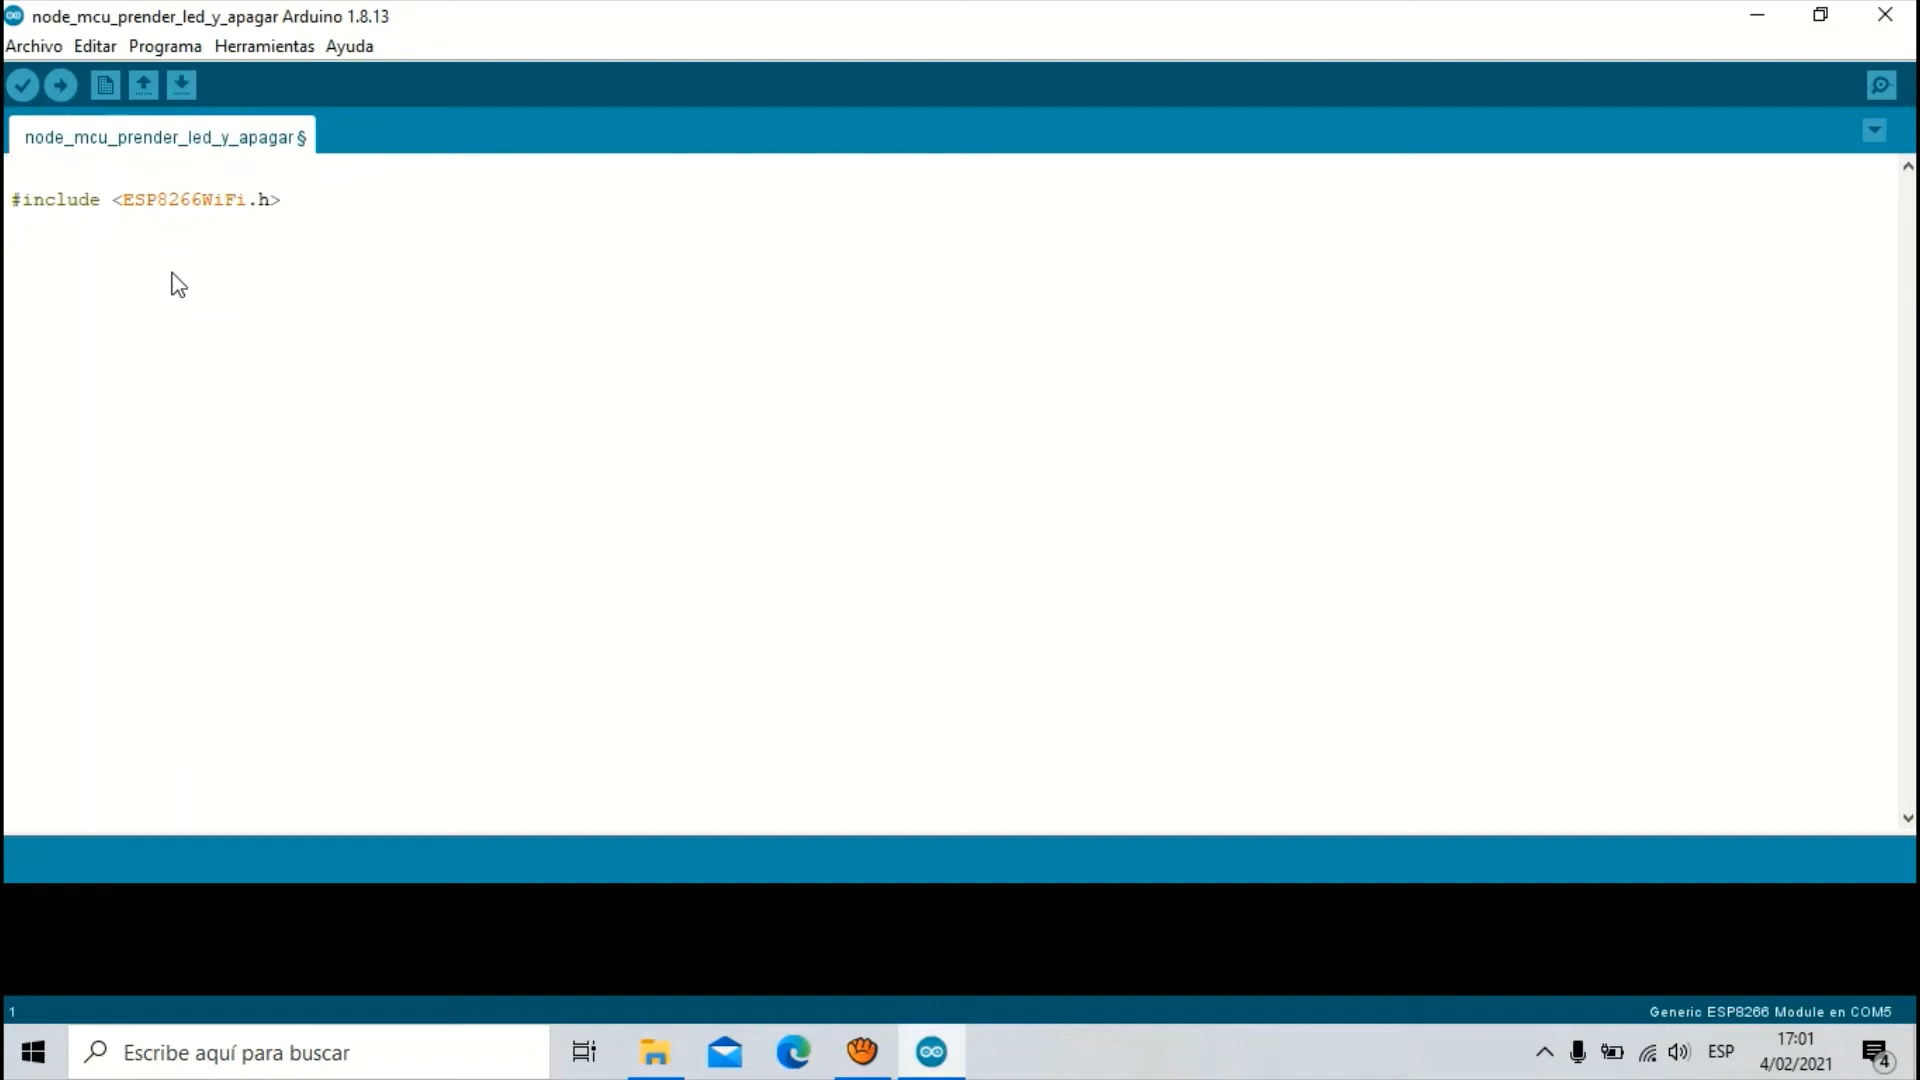 node_mcu_prender_led_y_apagar Arduino 1.8.13
Archivo Editar Programa Herramientas Ayuda
node_mcu_prender_led_y_apagar §
#include <ESP8266WiFi.h>
1
Generic ESP8266 Module en COM5
Escribe aquí para buscar
ESP
17:01
4/02/2021
4